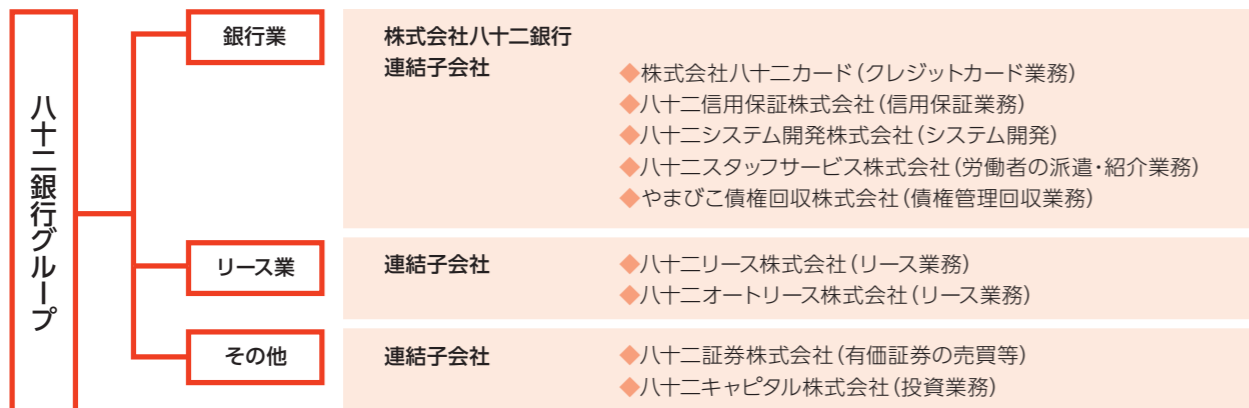 八十二銀行グループ
銀行業
株式会社八十二銀行
連結子会社
◆株式会社八十二カード(クレジットカード業務)
◆八十二信用保証株式会社(信用保証業務)
◆八十二システム開発株式会社(システム開発)
◆八十二スタッフサービス株式会社(労働者の派遣・紹介業務)
◆やまびこ債権回収株式会社(債権管理回収業務)
リース業
連結子会社
◆八十二リース株式会社(リース業務)
◆八十二オートリース株式会社(リース業務)
その他
連結子会社
◆八十二証券株式会社(有価証券の売買等)
◆八十二キャピタル株式会社(投資業務)